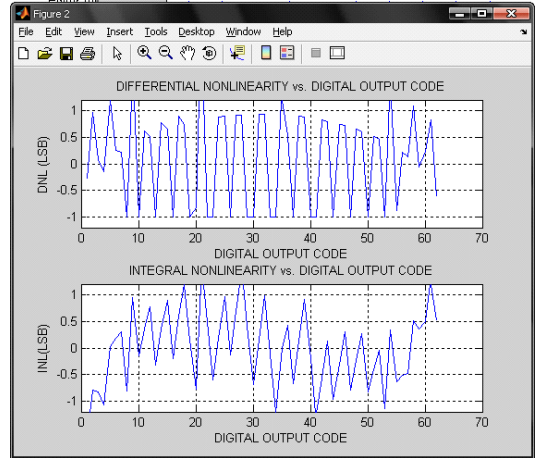 Figure 2
File Edit View Insert Tools Desktop Window Help
DIFFERENTIAL NONLINEARITY vs. DIGITAL OUTPUT CODE
1
0.5
0
-0.5
-1
DNL (LSB)
0 10 20 30 40 50 60 70
DIGITAL OUTPUT CODE
INTEGRAL NONLINEARITY vs. DIGITAL OUTPUT CODE
1
0.5
0
-0.5
-1
INL(LSB)
0 10 20 30 40 50 60 70
DIGITAL OUTPUT CODE